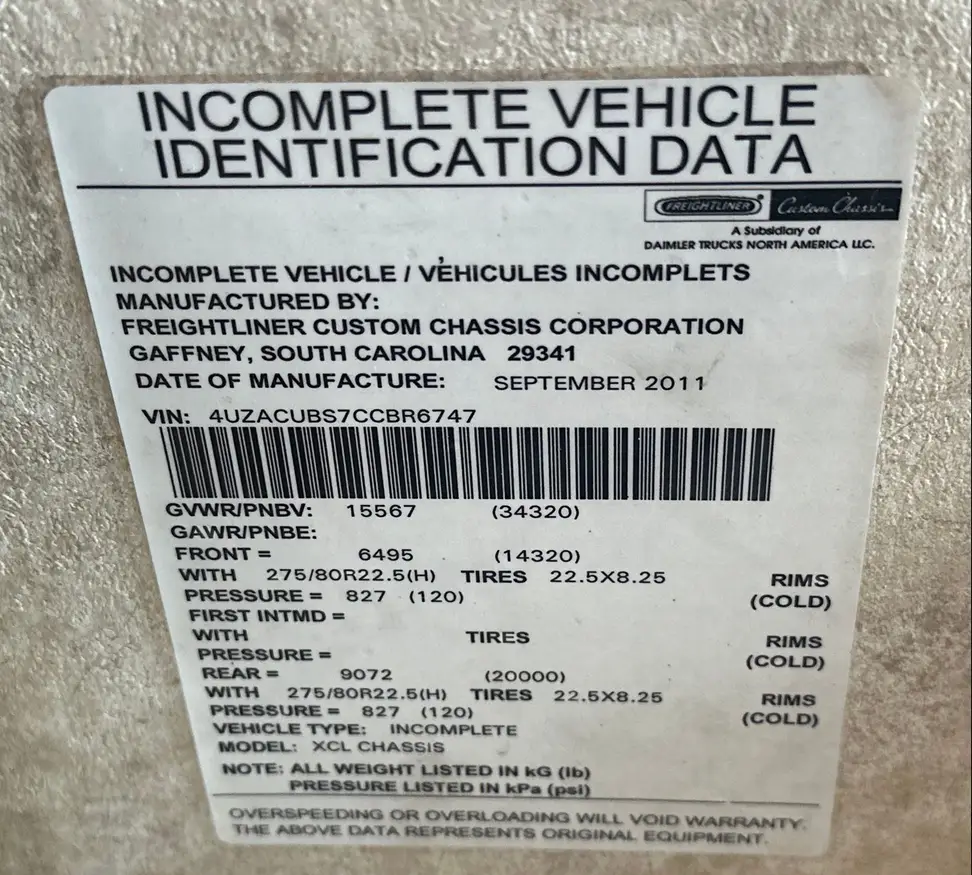 INCOMPLETE VEHICLE
IDENTIFICATION DATA
FREIGHTLINER Custom Chassis
A Subsidiary of
DAIMLER TRUCKS NORTH AMERICA LLC.
INCOMPLETE VEHICLE / VÉHICULES INCOMPLETS
MANUFACTURED BY:
FREIGHTLINER CUSTOM CHASSIS CORPORATION
GAFFNEY, SOUTH CAROLINA 29341
DATE OF MANUFACTURE: SEPTEMBER 2011
VIN: 4UZACUBS7CCBR6747
GVWR/PNBV: 15567 (34320)
GAWR/PNBE:
FRONT = 6495 (14320)
WITH 275/80R22.5(H) TIRES 22.5X8.25 RIMS
PRESSURE = 827 (120) (COLD)
FIRST INTMD =
WITH TIRES RIMS
PRESSURE = (COLD)
REAR = 9072 (20000)
WITH 275/80R22.5(H) TIRES 22.5X8.25 RIMS
PRESSURE = 827 (120) (COLD)
VEHICLE TYPE: INCOMPLETE
MODEL: XCL CHASSIS
NOTE: ALL WEIGHT LISTED IN kG (lb)
PRESSURE LISTED IN kPa (psi)
OVERSPEEDING OR OVERLOADING WILL VOID WARRANTY.
THE ABOVE DATA REPRESENTS ORIGINAL EQUIPMENT.